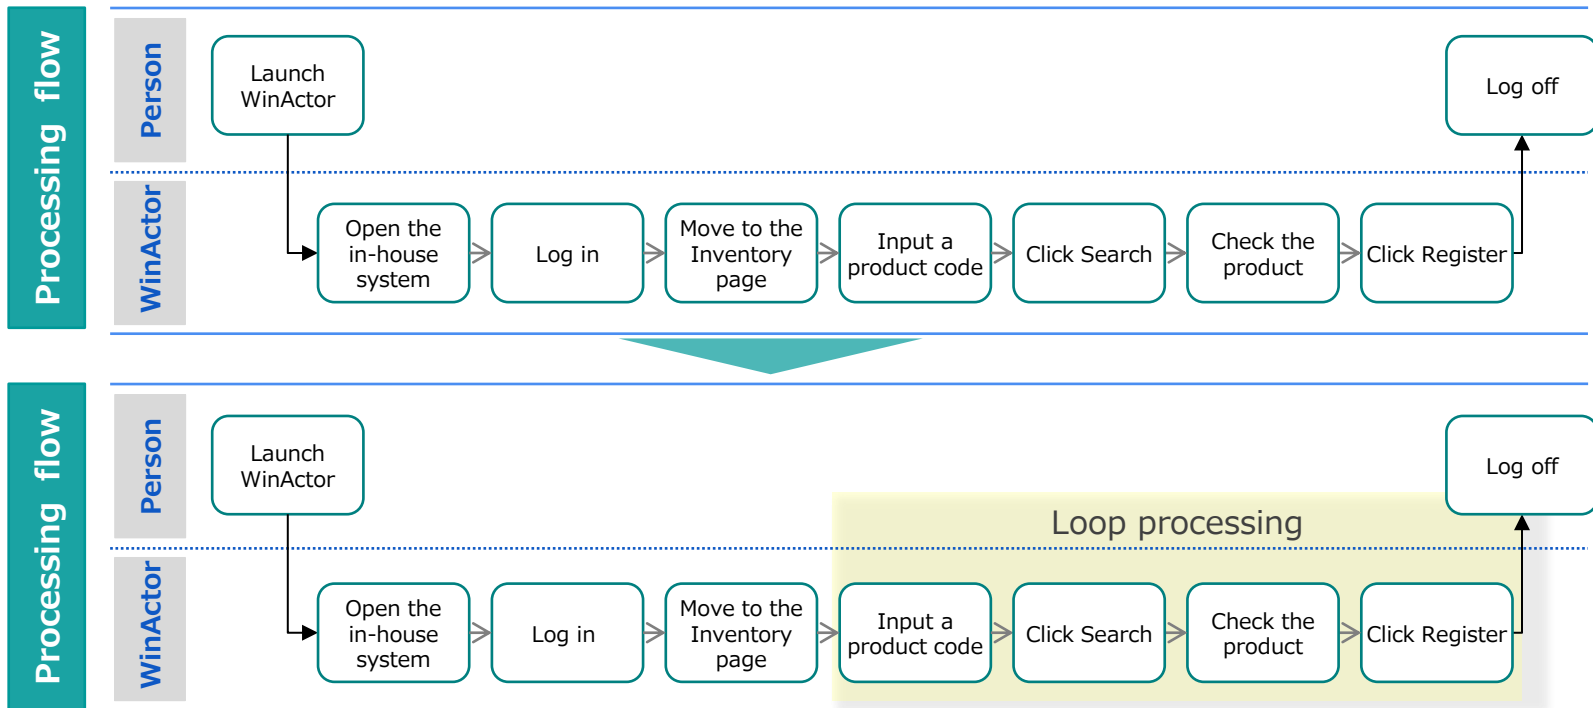 Processing flow
Person
Launch
WinActor
Log off
WinActor
Open the
in-house
system
Log in
Move to the
Inventory
page
Input a
product code
Click Search
Check the
product
Click Register
Processing flow
Person
Launch
WinActor
Log off
Loop processing
WinActor
Open the
in-house
system
Log in
Move to the
Inventory
page
Input a
product code
Click Search
Check the
product
Click Register